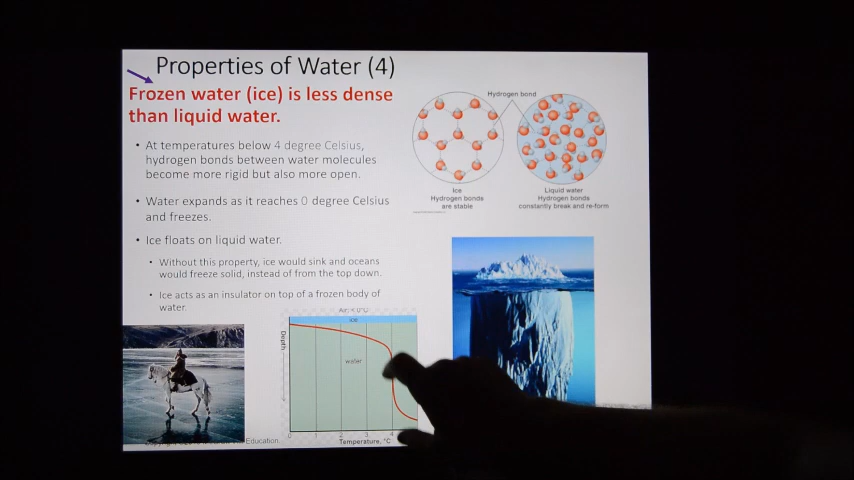 Properties of Water (4)
Frozen water (ice) is less dense
than liquid water.
• At temperatures below 4 degree Celsius,
hydrogen bonds between water molecules
become more rigid but also more open.
• Water expands as it reaches 0 degree Celsius
and freezes.
• Ice floats on liquid water.
• Without this property, ice would sink and oceans
would freeze solid, instead of from the top down.
• Ice acts as an insulator on top of a frozen body of
water.
Hydrogen bond
Ice
Hydrogen bonds
are stable
Liquid water
Hydrogen bonds
constantly break and re-form
Air: < 0°C
Ice
Depth
water
0 1 2 3 4
Temperature, °C
Education.